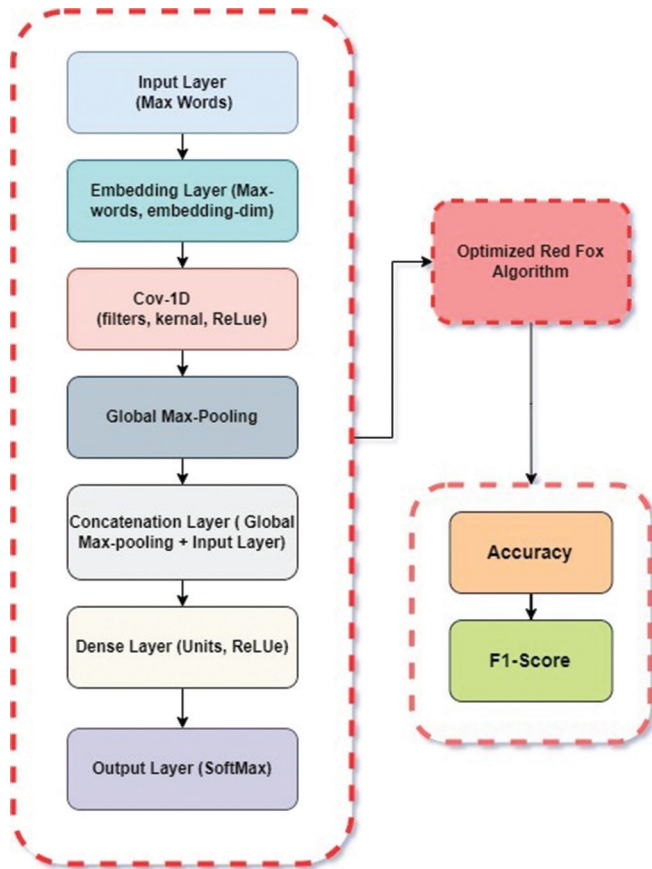 Input Layer
(Max Words)
Embedding Layer (Max-
words, embedding-dim)
Cov-1D
(filters, kernal, ReLue)
Global Max-Pooling
Concatenation Layer ( Global
Max-pooling + Input Layer)
Dense Layer (Units, ReLUe)
Output Layer (SoftMax)
Optimized Red Fox
Algorithm
Accuracy
F1-Score